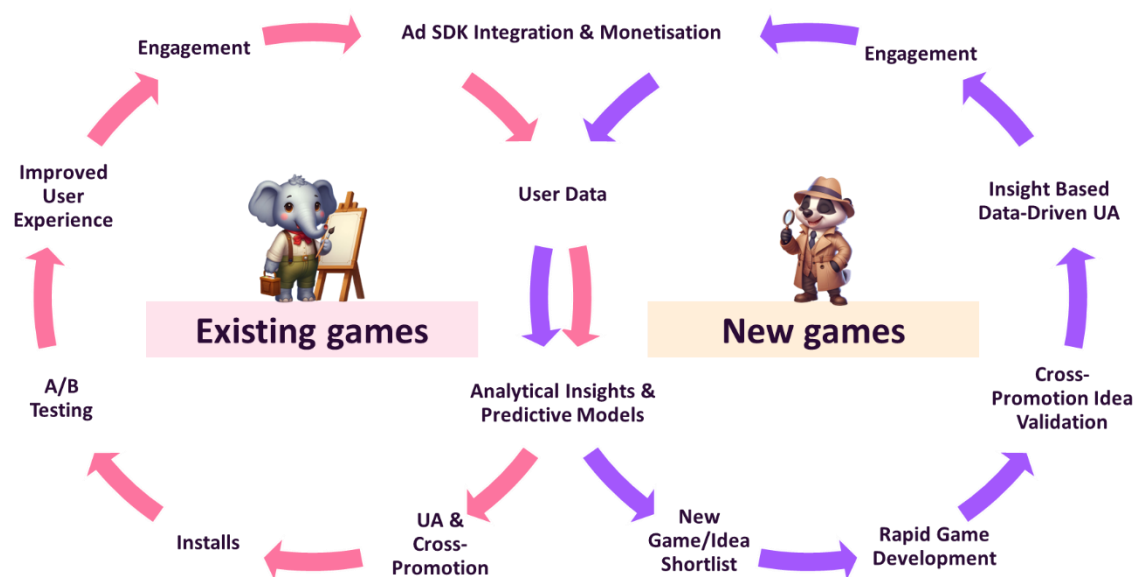 Ad SDK Integration & Monetisation
Engagement
Engagement
Improved
User
Experience
User Data
Insight Based
Data-Driven UA
Existing games
New games
A/B
Testing
Analytical Insights &
Predictive Models
Cross-
Promotion Idea
Validation
Installs
UA &
Cross-
Promotion
New
Game/Idea
Shortlist
Rapid Game
Development